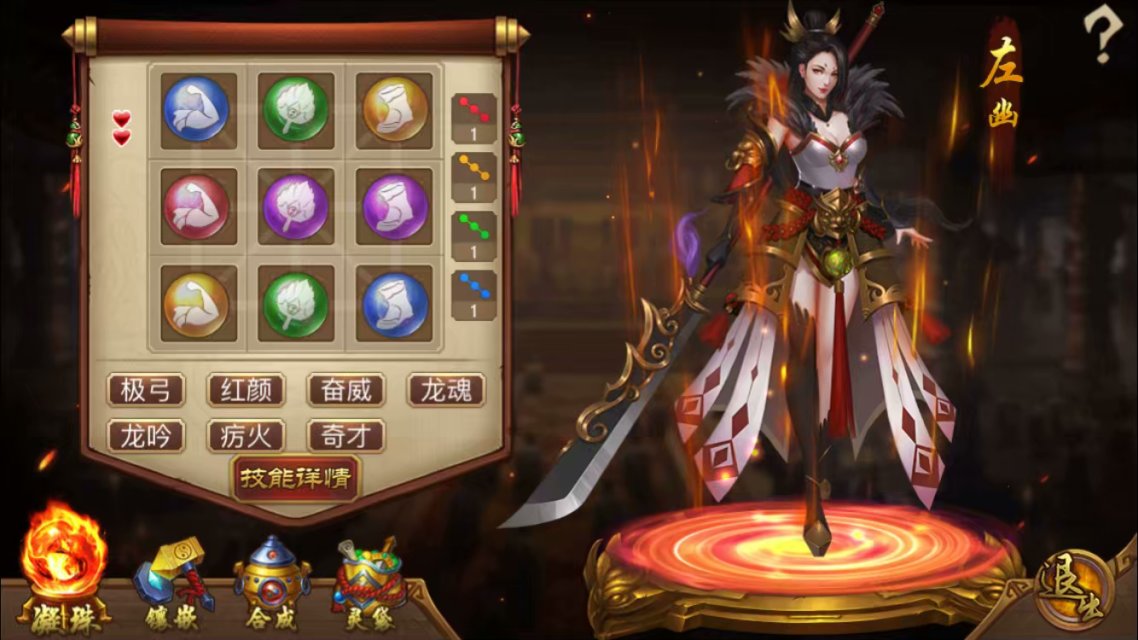 左
幽
?
1
1
1
1
极弓 红颜 奋威 龙魂
龙吟 疠火 奇才
技能详情
凝珠 镶嵌 合成 灵袋
退出